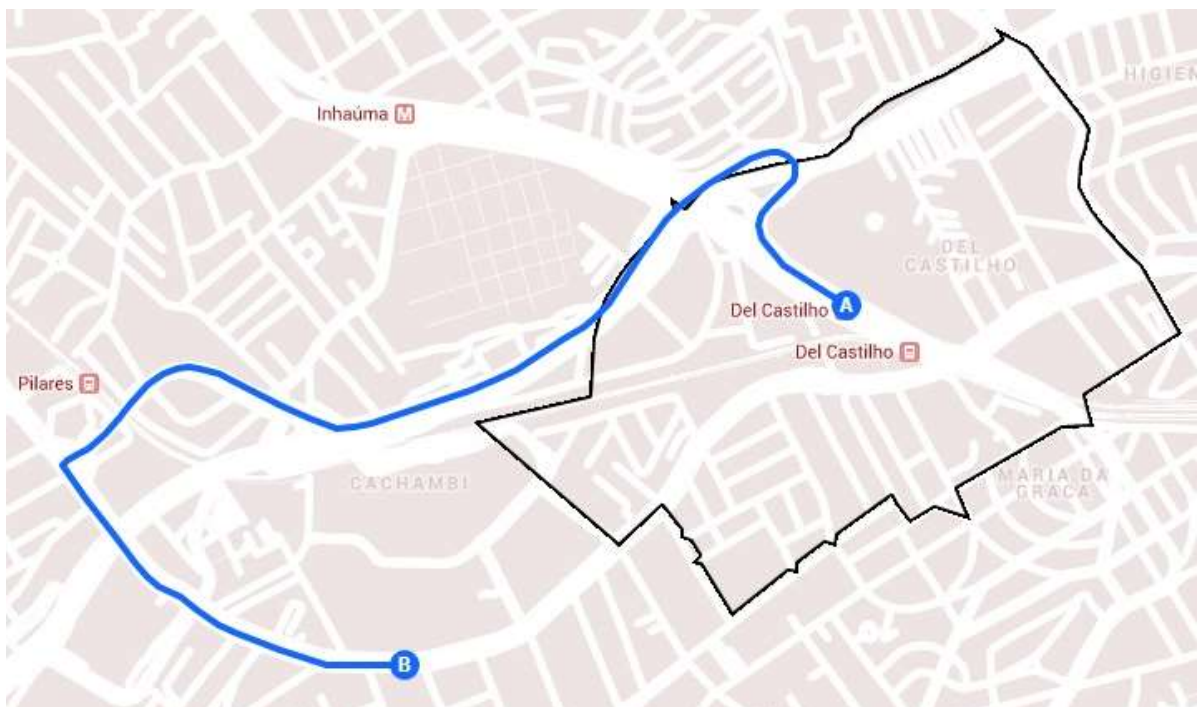 HIGIEN
Inhaúma M
DEL
CASTILHO
Del Castilho A
Del Castilho
Pilares
CACHAMBI
MARIA DA
GRAÇA
B